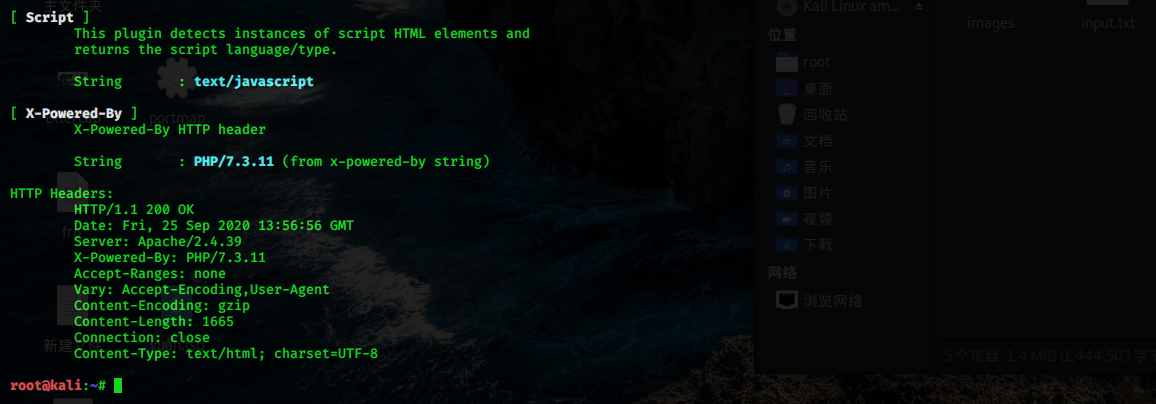 主文件夹
[ Script ]
This plugin detects instances of script HTML elements and
returns the script language/type.
String : text/javascript
[ X-Powered-By ]
portmap
X-Powered-By HTTP header
String : PHP/7.3.11 (from x-powered-by string)
HTTP Headers:
HTTP/1.1 200 OK
Date: Fri, 25 Sep 2020 13:56:56 GMT
Server: Apache/2.4.39
X-Powered-By: PHP/7.3.11
Accept-Ranges: none
Vary: Accept-Encoding,User-Agent
Content-Encoding: gzip
Content-Length: 1665
Connection: close
Content-Type: text/html; charset=UTF-8
root@kali:~#
Kali Linux am...
位置
root
桌面
回收站
文档
音乐
图片
视频
下载
网络
浏览网络
images
input.txt
5 个项目: 1.4 MiB (1,444,503 字